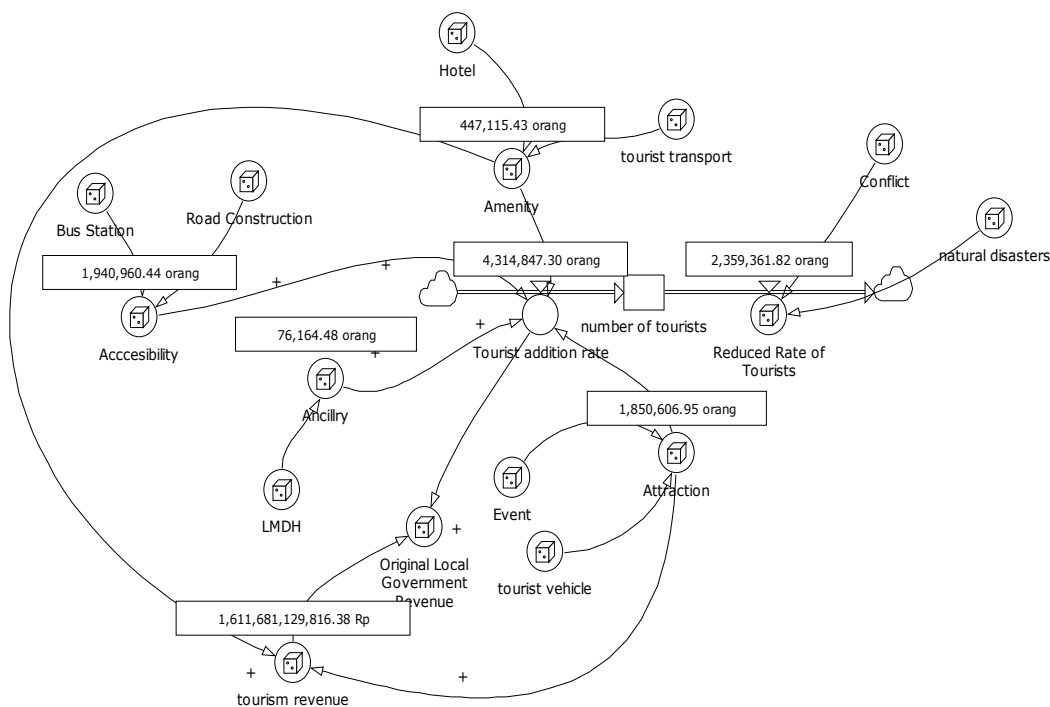 Hotel
447,115.43 orang
tourist transport
Conflict
Amenity
Bus Station
Road Construction
natural disasters
1,940,960.44 orang
+
+
4,314,847.30 orang
2,359,361.82 orang
Acccesibility
76,164.48 orang
+
+
number of tourists
Tourist addition rate
Reduced Rate of
Tourists
Ancillry
1,850,606.95 orang
LMDH
Event
Attraction
+
Original Local
Government
Revenue
tourist vehicle
1,611,681,129,816.38 Rp
+
+
tourism revenue